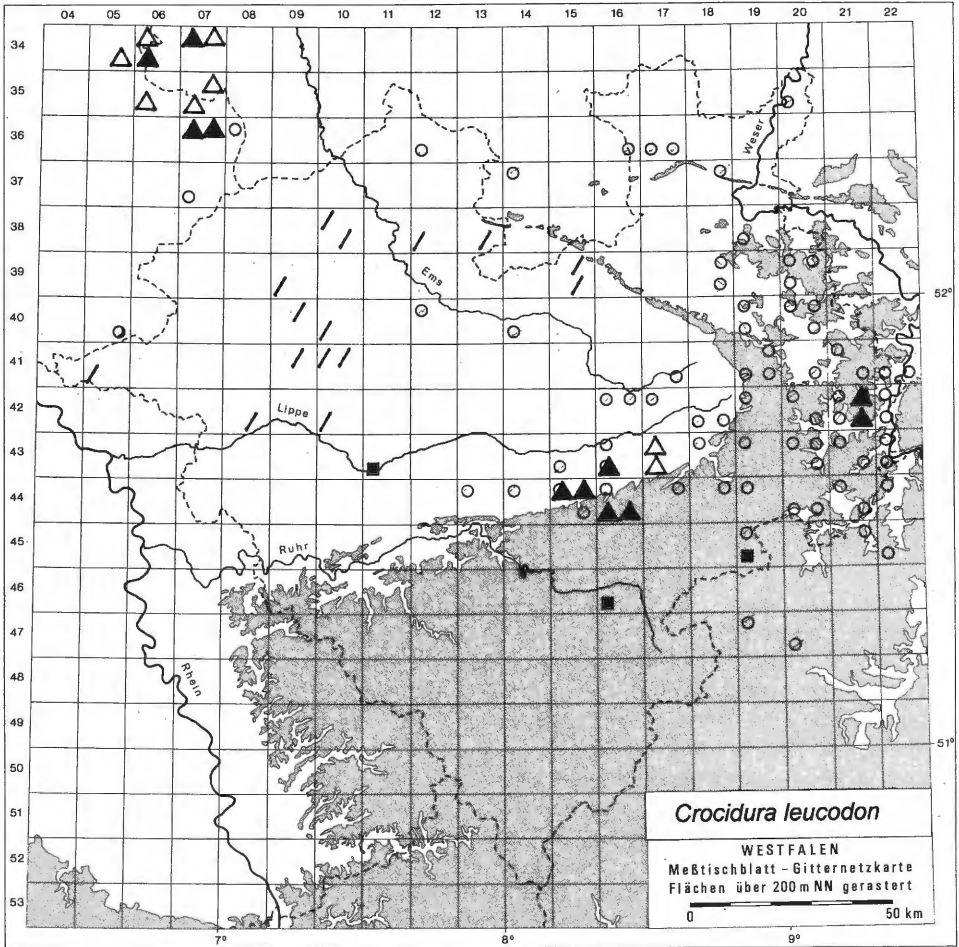 04 05 06 07 08 09 10 11 12 13 14 15 16 17 18 19 20 21 22
34
35
36
37
38
39
40
41
42
43
44
45
46
47
48
49
50
51
52
53
Weser
Ems
52°
Lippe
Ruhr
Rhein
51°
Crocidura leucodon
WESTFALEN
Meßtischblatt – Gitternetzkarte
Flächen über 200 m NN gerastert
0 50 km
7° 8° 9°